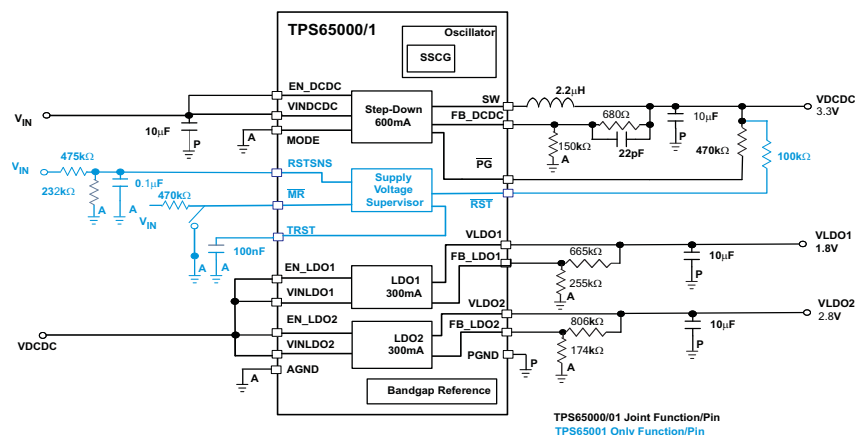 TPS65000/1
Oscillator
SSCG
EN_DCDC
VINDCDC
MODE
Step-Down
600mA
SW
FB_DCDC
PG
2.2µH
680Ω
22pF
150kΩ
A
10µF
P
470kΩ
100kΩ
VDCDC
3.3V
VIN
10µF
P
A
VIN
475kΩ
232kΩ
A
0.1µF
A
RSTSNS
MR
TRST
Supply
Voltage
Supervisor
RST
470kΩ
VIN
A
A
100nF
EN_LDO1
VINLDO1
LDO1
300mA
VLDO1
FB_LDO1
665kΩ
255kΩ
A
10µF
P
VLDO1
1.8V
EN_LDO2
VINLDO2
LDO2
300mA
VLDO2
FB_LDO2
806kΩ
174kΩ
A
10µF
P
VLDO2
2.8V
VDCDC
A
AGND
PGND
P
Bandgap Reference
TPS65000/01 Joint Function/Pin
TPS65001 Only Function/Pin